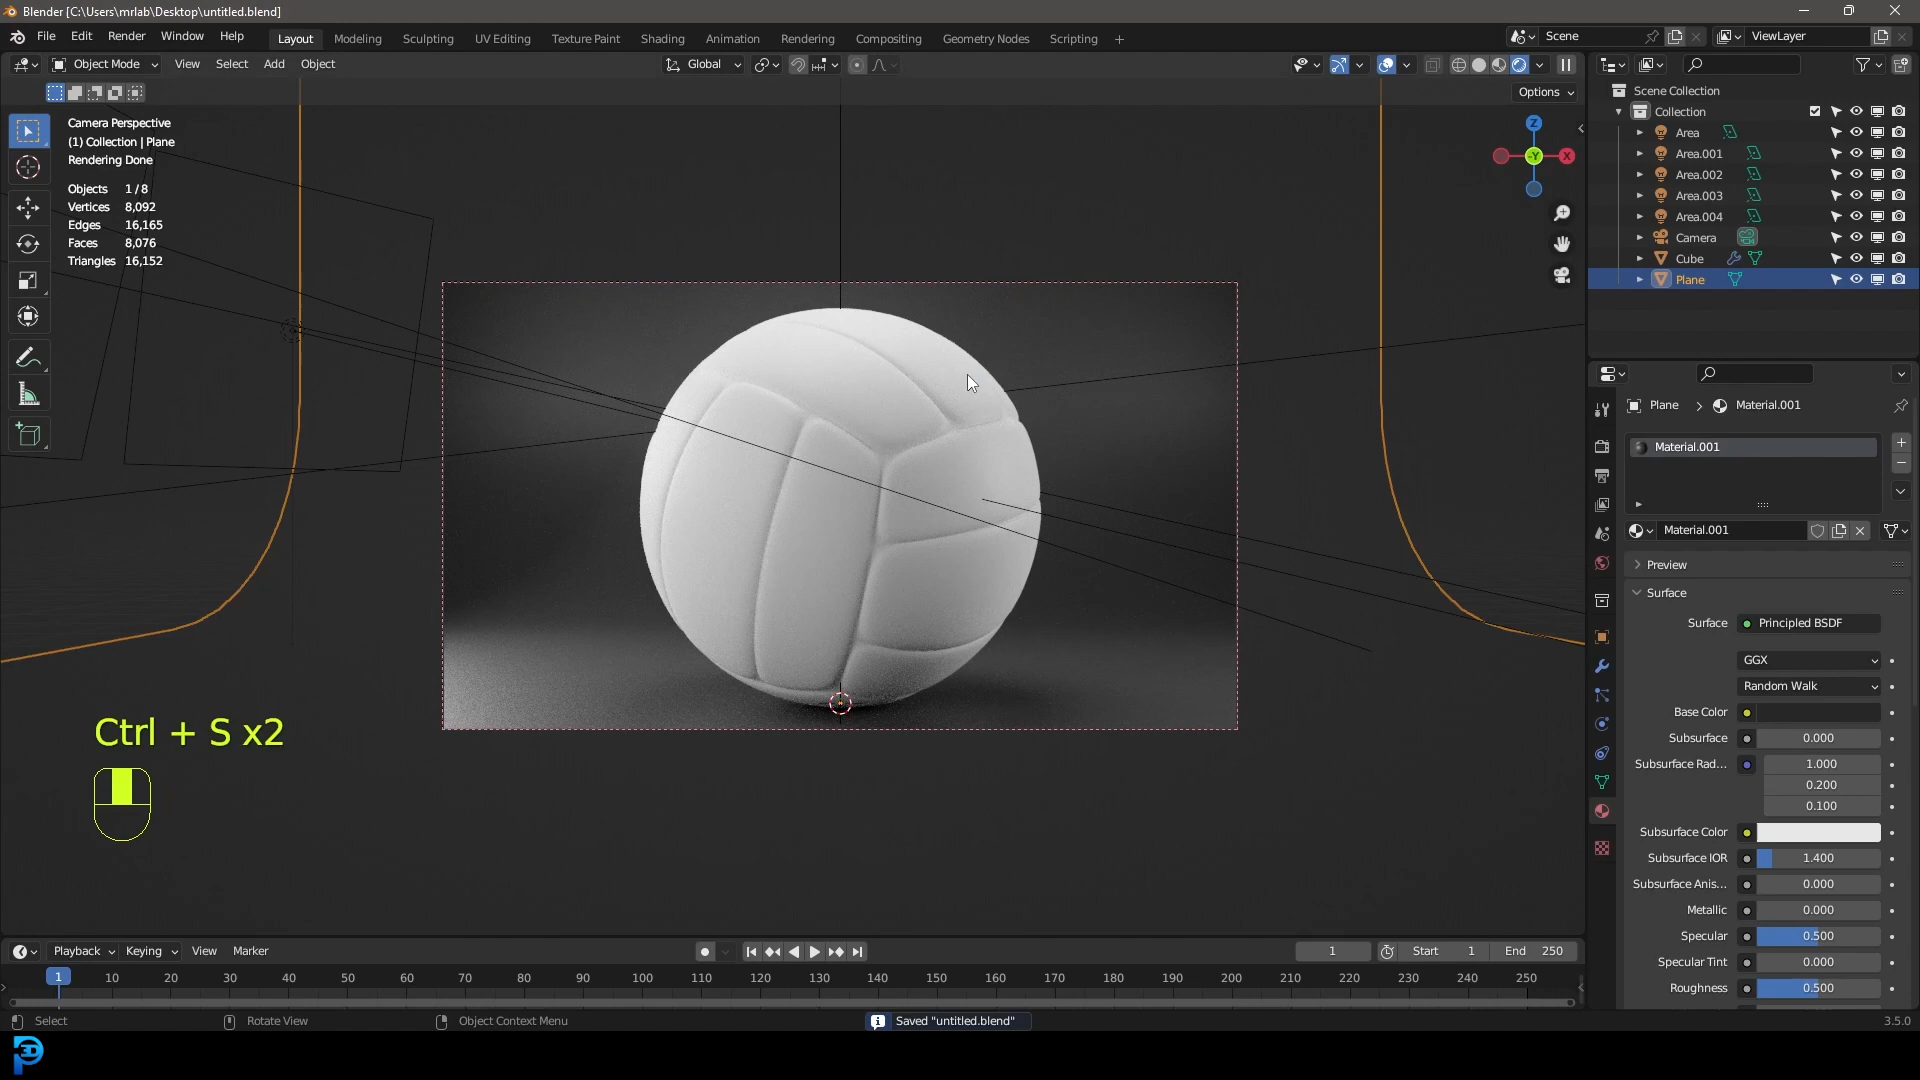 Blender [C:\Users\mrlab\Desktop\untitled.blend]
File Edit Render Window Help
Layout Modeling Sculpting UV Editing Texture Paint Shading Animation Rendering Compositing Geometry Nodes Scripting +
Scene
ViewLayer
Object Mode View Select Add Object
Global
Options
Camera Perspective
(1) Collection | Plane
Rendering Done
Objects 1 / 8
Vertices 8,092
Edges 16,165
Faces 8,076
Triangles 16,152
Z
-Y
X
Scene Collection
Collection
Area
Area.001
Area.002
Area.003
Area.004
Camera
Cube
Plane
Plane > Material.001
Material.001
Material.001
Preview
Surface
Surface Principled BSDF
GGX
Random Walk
Base Color
Subsurface 0.000
Subsurface Rad... 1.000
0.200
0.100
Subsurface Color
Subsurface IOR 1.400
Subsurface Anis... 0.000
Metallic 0.000
Specular 0.500
Specular Tint 0.000
Roughness 0.500
Ctrl + S x2
Playback Keying View Marker
1 Start 1 End 250
1 10 20 30 40 50 60 70 80 90 100 110 120 130 140 150 160 170 180 190 200 210 220 230 240 250
Select Rotate View Object Context Menu
Saved "untitled.blend"
3.5.0
3D